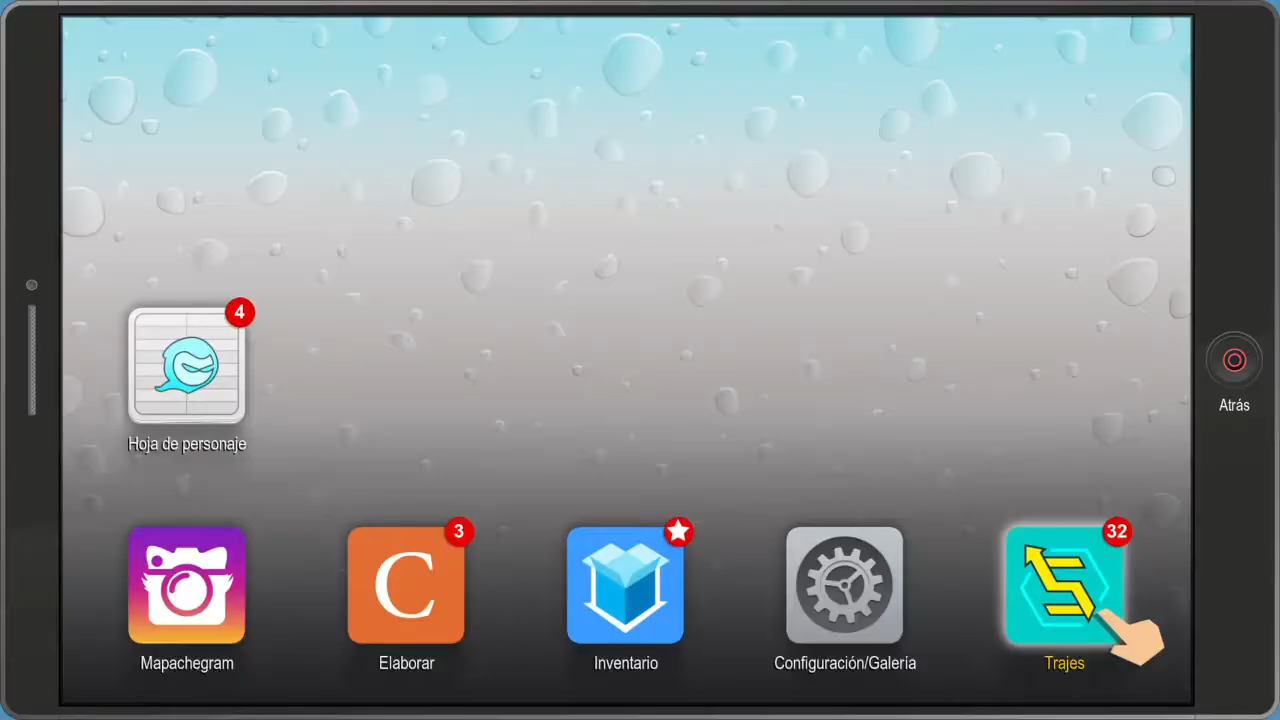 4
Hoja de personaje
Atrás
3
32
C
Mapachegram
Elaborar
Inventario
Configuración/Galería
Trajes